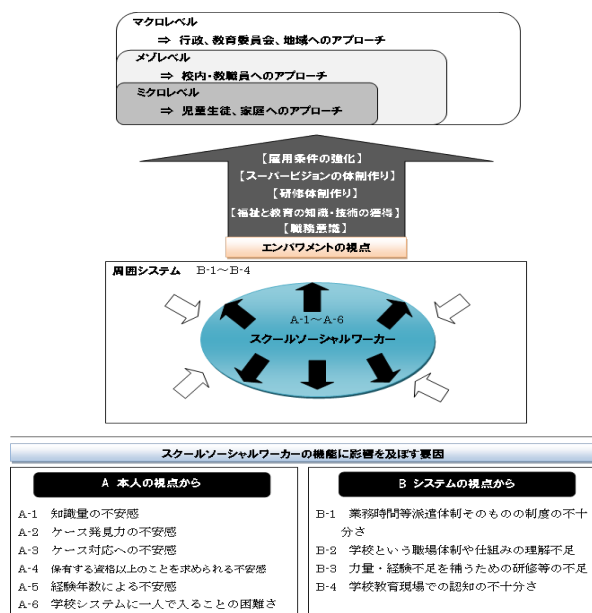 マクロレベル
⇒ 行政、教育委員会、地域へのアプローチ
メゾレベル
⇒ 校内・教職員へのアプローチ
ミクロレベル
⇒ 児童生徒、家庭へのアプローチ
【雇用条件の強化】
【スーパービジョンの体制作り】
【研修体制作り】
【福祉と教育の知識・技術の獲得】
【職務意識】
エンパワメントの視点
周囲システム B-1～B-4
A-1～A-6
スクールソーシャルワーカー
スクールソーシャルワーカーの機能に影響を及ぼす要因
A 本人の視点から
A-1 知識量の不安感
A-2 ケース発見力の不安感
A-3 ケース対応への不安感
A-4 保有する資格以上のことを求められる不安感
A-5 経験年数による不安感
A-6 学校システムに一人で入ることの困難さ
B システムの視点から
B-1 業務時間等派遣体制そのものの制度の不十
分さ
B-2 学校という職場体制や仕組みの理解不足
B-3 力量・経験不足を補うための研修等の不足
B-4 学校教育現場での認知の不十分さ